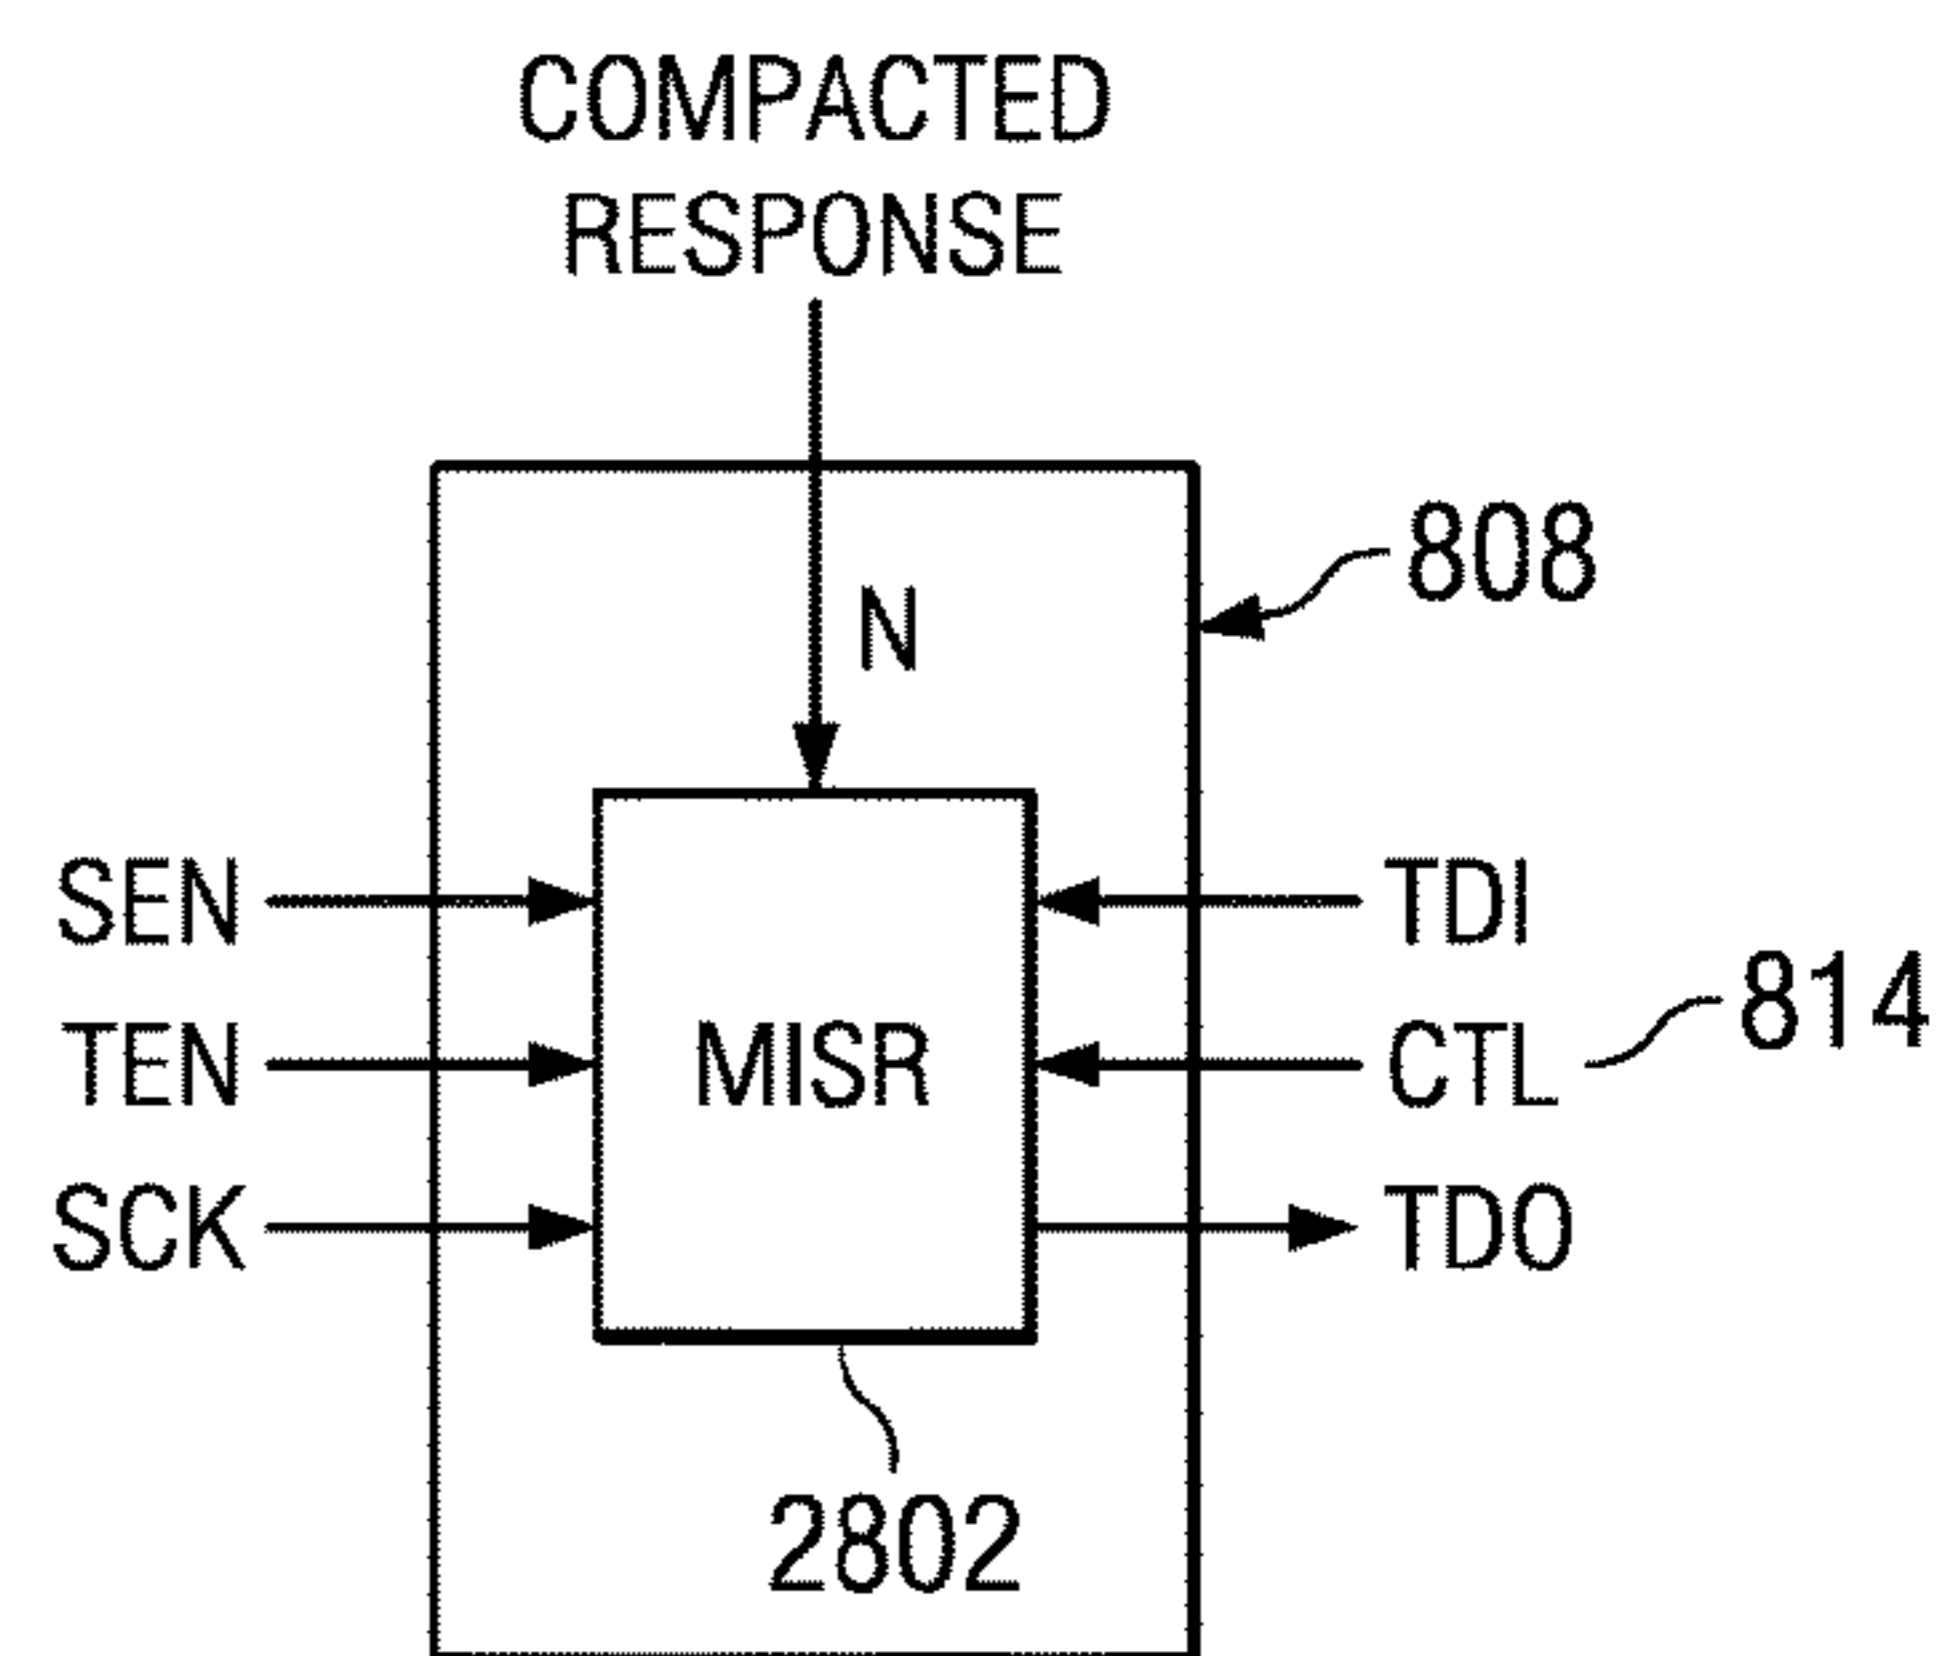 COMPACTED
RESPONSE
N
808
SEN
TDI
814
TEN
MISR
CTL
SCK
TDO
2802